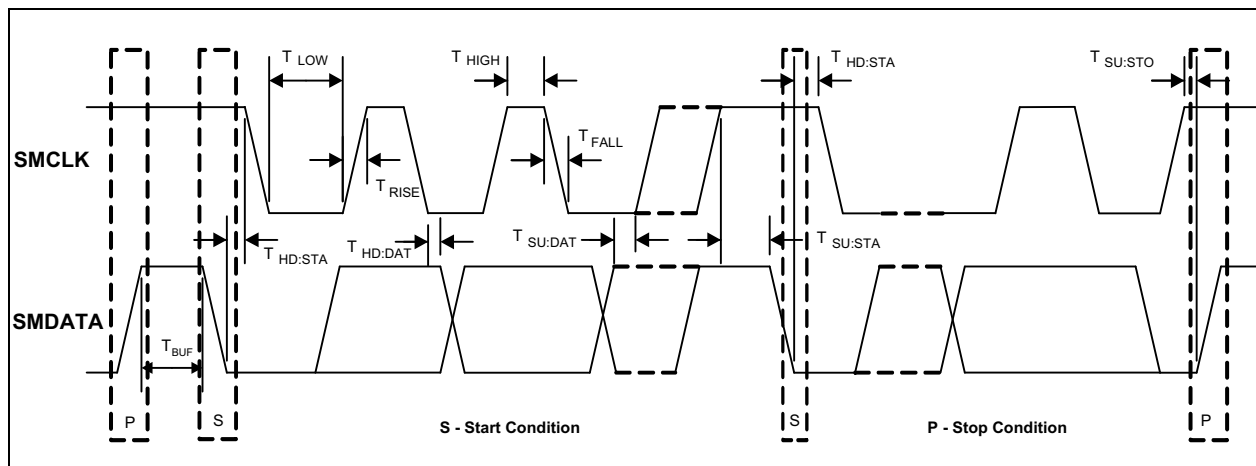 T LOW
T HIGH
T HD:STA
T SU:STO
SMCLK
T FALL
T RISE
T HD:STA
T HD:DAT
T SU:DAT
T SU:STA
SMDATA
T BUF
P
S
S - Start Condition
S
P - Stop Condition
P